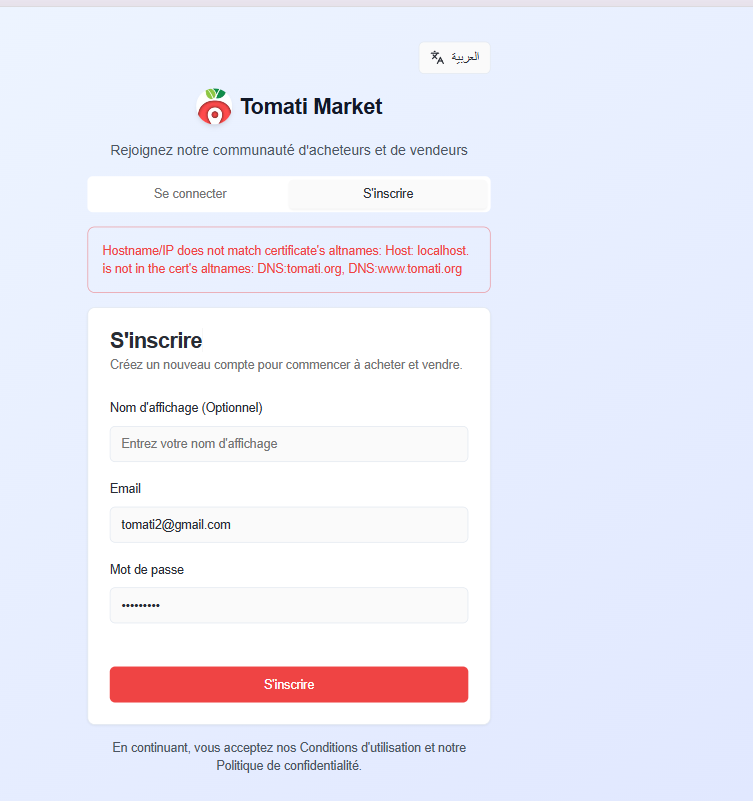 العربية
Tomati Market
Rejoignez notre communauté d'acheteurs et de vendeurs
Se connecter
S'inscrire
Hostname/IP does not match certificate's altnames: Host: localhost.
is not in the cert's altnames: DNS:tomati.org, DNS:www.tomati.org
S'inscrire
Créez un nouveau compte pour commencer à acheter et vendre.
Nom d'affichage (Optionnel)
Entrez votre nom d'affichage
Email
tomati2@gmail.com
Mot de passe
•••••••••
S'inscrire
En continuant, vous acceptez nos Conditions d'utilisation et notre
Politique de confidentialité.